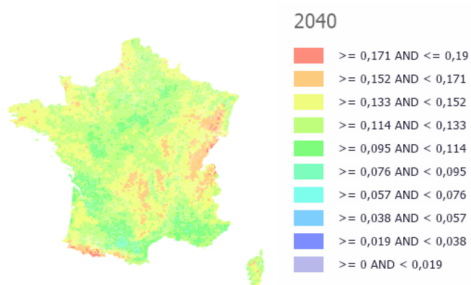 2040
>= 0,171 AND <= 0,19
>= 0,152 AND < 0,171
>= 0,133 AND < 0,152
>= 0,114 AND < 0,133
>= 0,095 AND < 0,114
>= 0,076 AND < 0,095
>= 0,057 AND < 0,076
>= 0,038 AND < 0,057
>= 0,019 AND < 0,038
>= 0 AND < 0,019